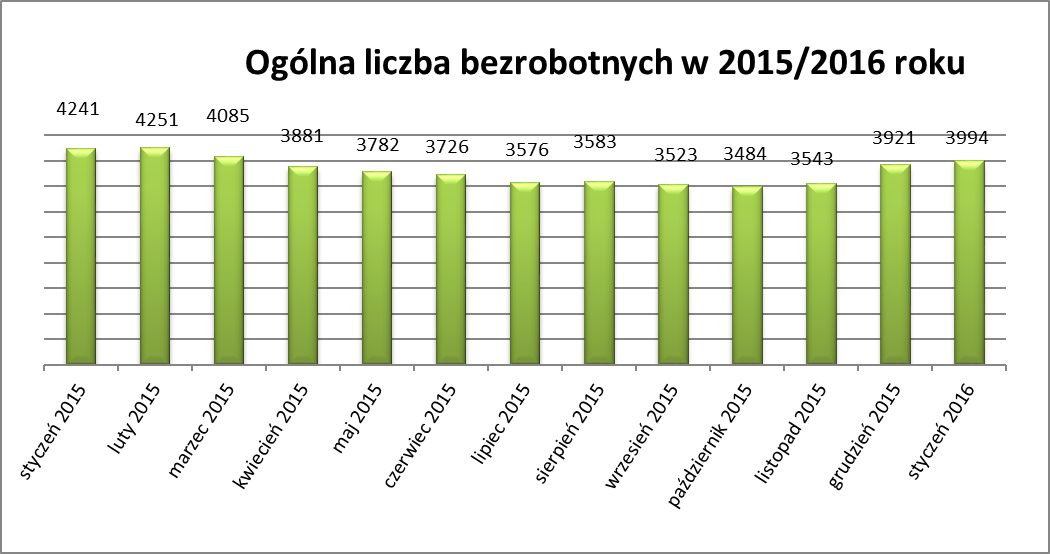 Ogólna liczba bezrobotnych w 2015/2016 roku
4241
4251
4085
3881
3782
3726
3576
3583
3523
3484
3543
3921
3994
styczeń 2015
luty 2015
marzec 2015
kwiecień 2015
maj 2015
czerwiec 2015
lipiec 2015
sierpień 2015
wrzesień 2015
październik 2015
listopad 2015
grudzień 2015
styczeń 2016